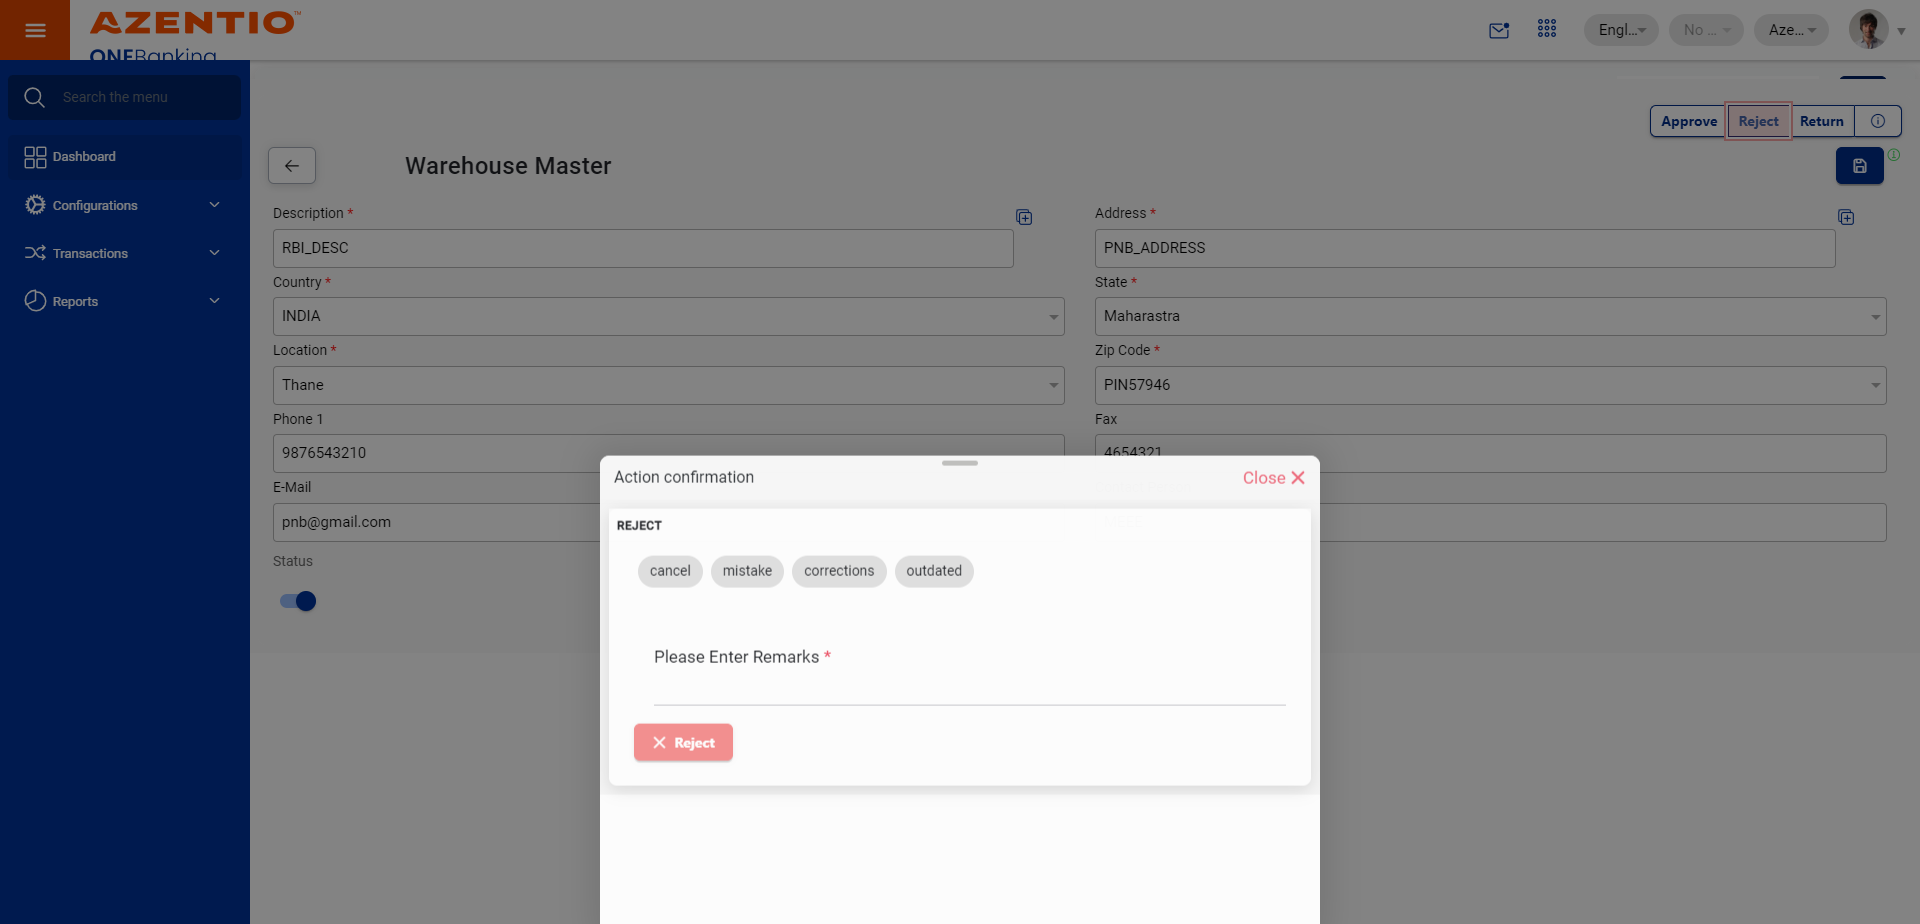 AZENTIO™
ONEBanking
Engl...
No ...
Aze...
Search the menu
Dashboard
Configurations
Transactions
Reports
Approve
Reject
Return
Warehouse Master
Description *
Address *
RBI_DESC
PNB_ADDRESS
Country *
State *
INDIA
Maharastra
Location *
Zip Code *
Thane
PIN57946
Phone 1
Fax
9876543210
4654321
E-Mail
pnb@gmail.com
Status
Action confirmation
Close
REJECT
cancel
mistake
corrections
outdated
Please Enter Remarks *
Reject